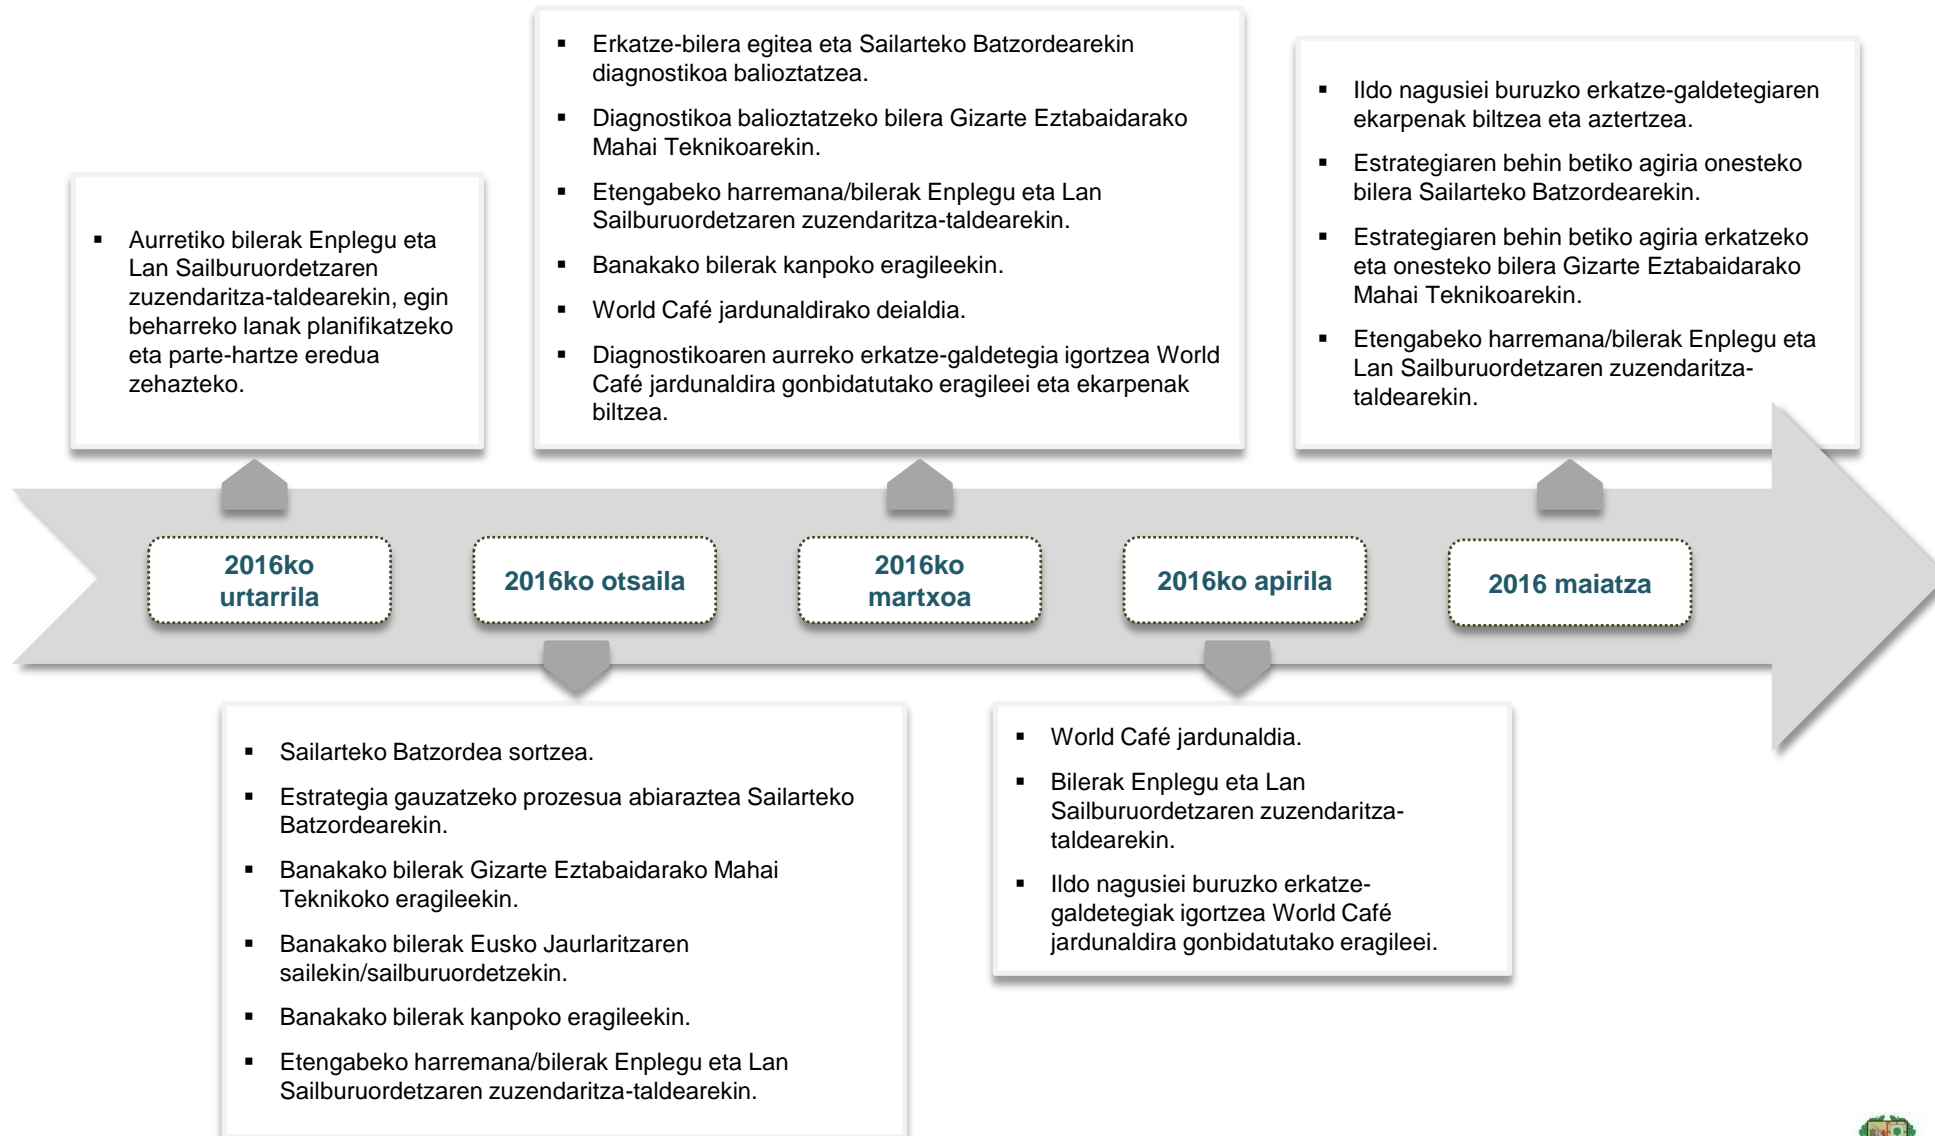 Aurretiko bilerak Enplegu eta
Lan Sailburuordetzaren
zuzendaritza-taldearekin, egin
beharreko lanak planifikatzeko
eta parte-hartze eredua
zehazteko.
Erkatze-bilera egitea eta Sailarteko Batzordearekin
diagnostikoa balioztatzea.
Diagnostikoa balioztatzeko bilera Gizarte Eztabaidarako
Mahai Teknikoarekin.
Etengabeko harremana/bilerak Enplegu eta Lan
Sailburuordetzaren zuzendaritza-taldearekin.
Banakako bilerak kanpoko eragileekin.
World Café jardunaldirako deialdia.
Diagnostikoaren aurreko erkatze-galdetegia igortzea World
Café jardunaldira gonbidatutako eragileei eta ekarpenak
biltzea.
Ildo nagusiei buruzko erkatze-galdetegiaren
ekarpenak biltzea eta aztertzea.
Estrategiaren behin betiko agiria onesteko
bilera Sailarteko Batzordearekin.
Estrategiaren behin betiko agiria erkatzeko
eta onesteko bilera Gizarte Eztabaidarako
Mahai Teknikoarekin.
Etengabeko harremana/bilerak Enplegu eta
Lan Sailburuordetzaren zuzendaritza-
taldearekin.
2016ko
urtarrila
2016ko otsaila
2016ko
martxoa
2016ko apirila
2016 maiatza
Sailarteko Batzordea sortzea.
Estrategia gauzatzeko prozesua abiaraztea Sailarteko
Batzordearekin.
Banakako bilerak Gizarte Eztabaidarako Mahai
Teknikoko eragileekin.
Banakako bilerak Eusko Jaurlaritzaren
sailekin/sailburuordetzekin.
Banakako bilerak kanpoko eragileekin.
Etengabeko harremana/bilerak Enplegu eta Lan
Sailburuordetzaren zuzendaritza-taldearekin.
World Café jardunaldia.
Bilerak Enplegu eta Lan
Sailburuordetzaren zuzendaritza-
taldearekin.
Ildo nagusiei buruzko erkatze-
galdetegiak igortzea World Café
jardunaldira gonbidatutako eragileei.